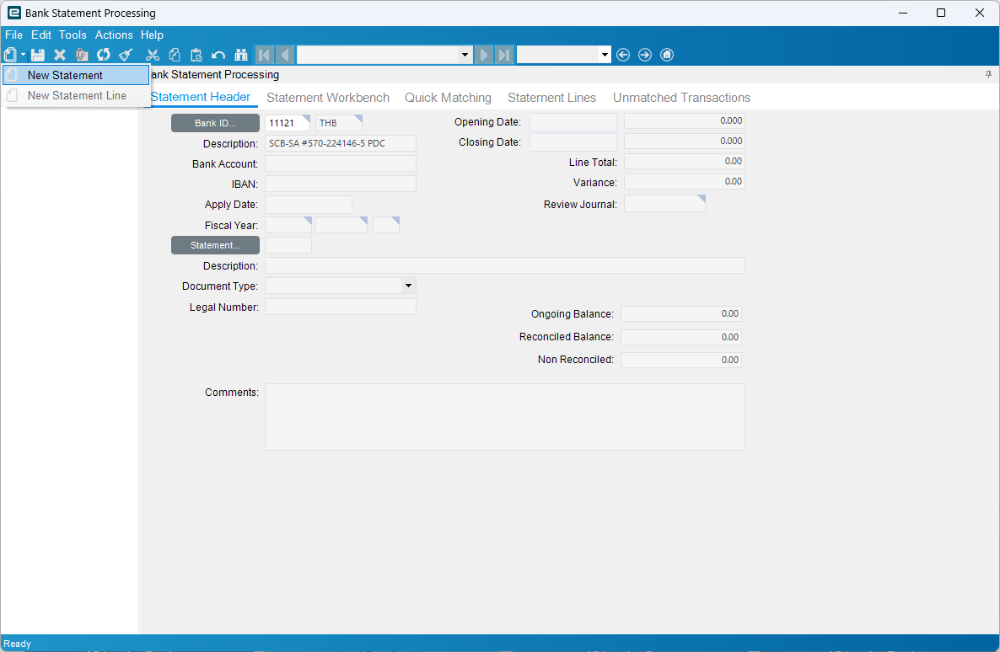 Bank Statement Processing
File Edit Tools Actions Help
New Statement
New Statement Line
ank Statement Processing
Statement Header Statement Workbench Quick Matching Statement Lines Unmatched Transactions
Bank ID... 11121 THB Opening Date: 0.000
Description: SCB-SA #570-224146-5 PDC Closing Date: 0.000
Bank Account: Line Total: 0.00
IBAN: Variance: 0.00
Apply Date: Review Journal:
Fiscal Year:
Statement...
Description:
Document Type:
Legal Number:
Ongoing Balance: 0.00
Reconciled Balance: 0.00
Non Reconciled: 0.00
Comments:
Ready